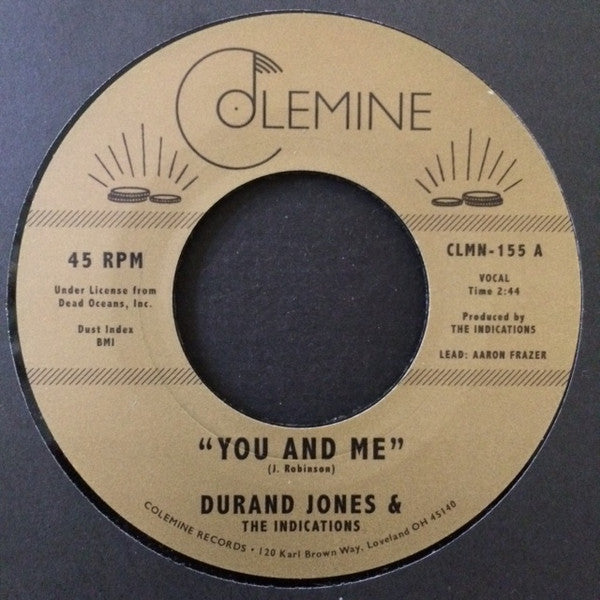 COLEMINE
45 RPM
Under License from
Dead Oceans, Inc.
Dust Index
BMI
CLMN-155 A
VOCAL
Time 2:44
Produced by
THE INDICATIONS
LEAD: AARON FRAZER
"YOU AND ME"
(J. Robinson)
DURAND JONES &
THE INDICATIONS
COLEMINE RECORDS • 120 Karl Brown Way, Loveland OH 45140